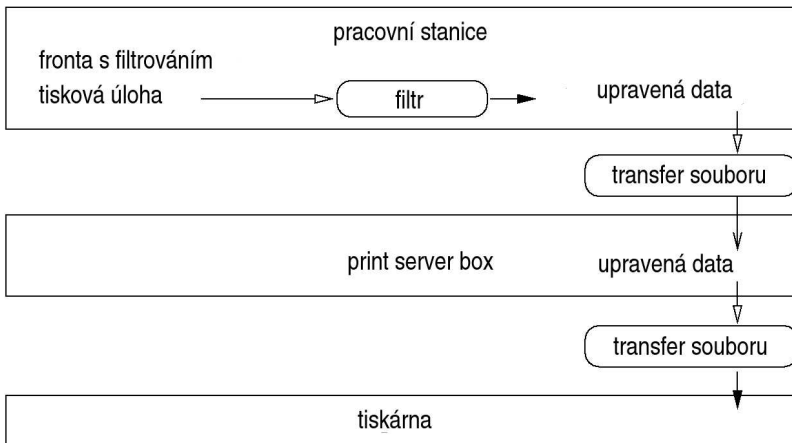 pracovní stanice
fronta s filtrováním
tisková úloha
filtr
upravená data
transfer souboru
print server box
upravená data
transfer souboru
tiskárna